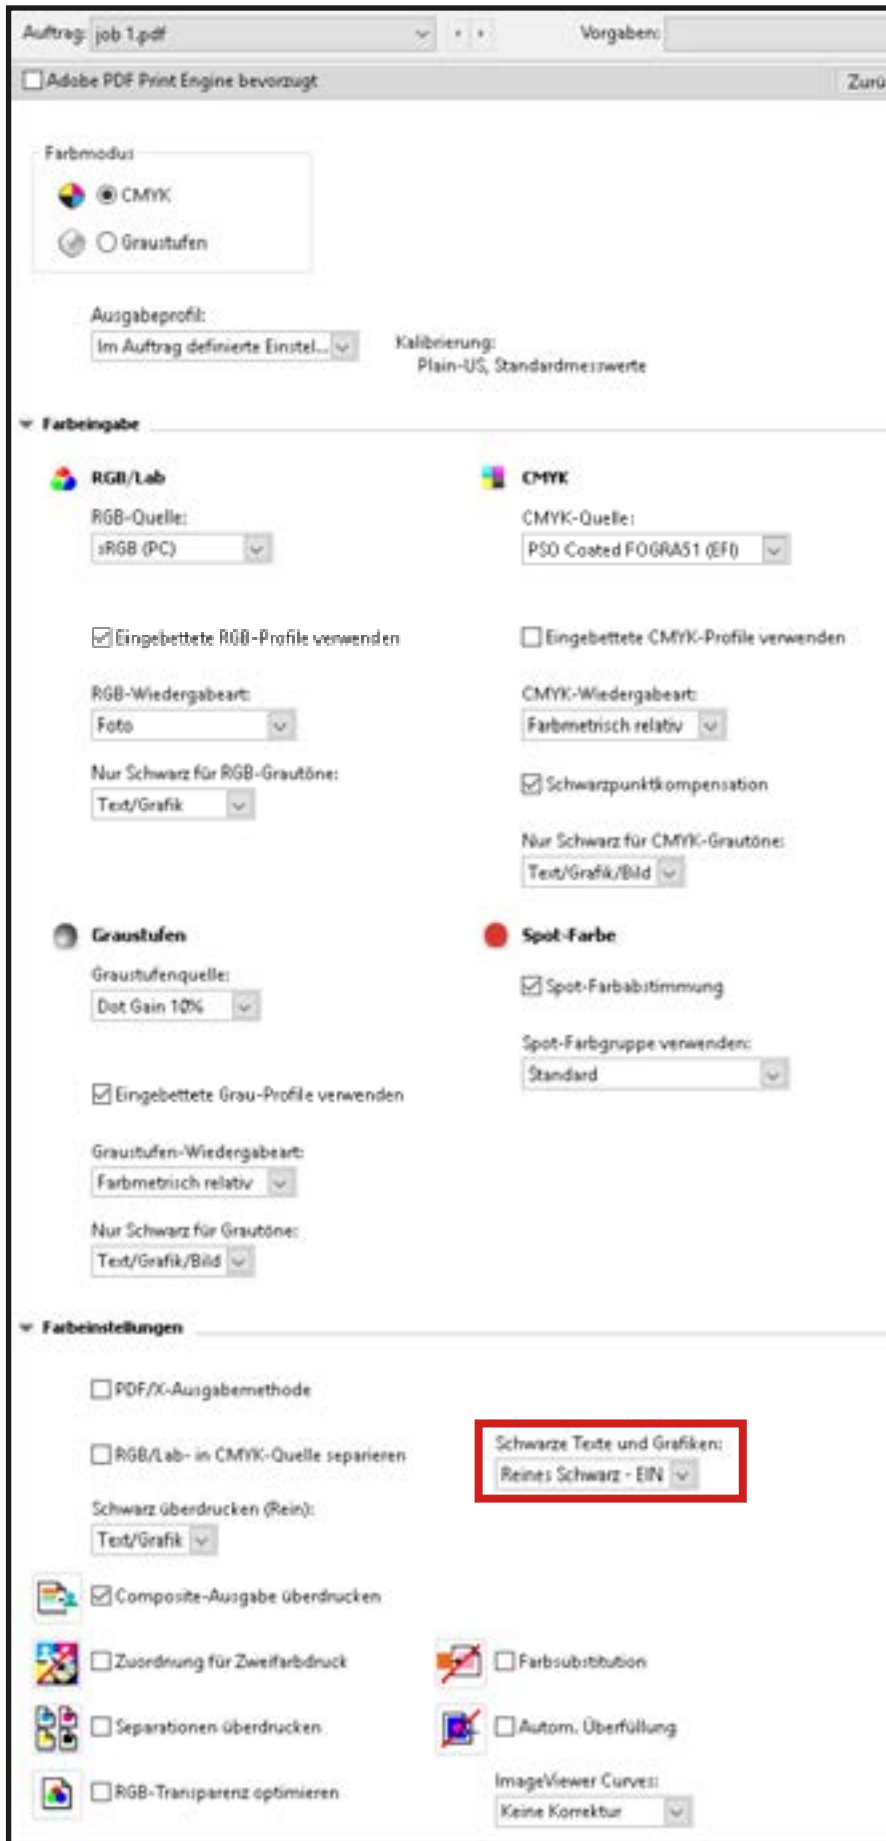 Auftrag: job 1.pdf Vorgaben:
Adobe PDF Print Engine bevorzugt Zurü
Farbmodus
CMYK
Graustufen
Ausgabeprofil:
Im Auftrag definierte Einstel...
Kalibrierung:
Plain-US, Standardmesswerte
Farbeingabe
RGB/Lab
RGB-Quelle:
sRGB (PC)
Eingebettete RGB-Profile verwenden
RGB-Wiedergabeart:
Foto
Nur Schwarz für RGB-Grautöne:
Text/Grafik
CMYK
CMYK-Quelle:
PSO Coated FOGRA51 (EFI)
Eingebettete CMYK-Profile verwenden
CMYK-Wiedergabeart:
Farbmetrisch relativ
Schwarzpunktkompensation
Nur Schwarz für CMYK-Grautöne:
Text/Grafik/Bild
Graustufen
Graustufenquelle:
Dot Gain 10%
Eingebettete Grau-Profile verwenden
Graustufen-Wiedergabeart:
Farbmetrisch relativ
Nur Schwarz für Grautöne:
Text/Grafik/Bild
Spot-Farbe
Spot-Farbabstimmung
Spot-Farbgruppe verwenden:
Standard
Farbeinstellungen
PDF/X-Ausgabemethode
RGB/Lab- in CMYK-Quelle separieren
Schwarze Texte und Grafiken:
Reines Schwarz - EIN
Schwarz überdrucken (Rein):
Text/Grafik
Composite-Ausgabe überdrucken
Zuordnung für Zweifarbdruck
Farbsubstitution
Separationen überdrucken
Autom. Überfüllung
RGB-Transparenz optimieren
ImageViewer Curves:
Keine Korrektur